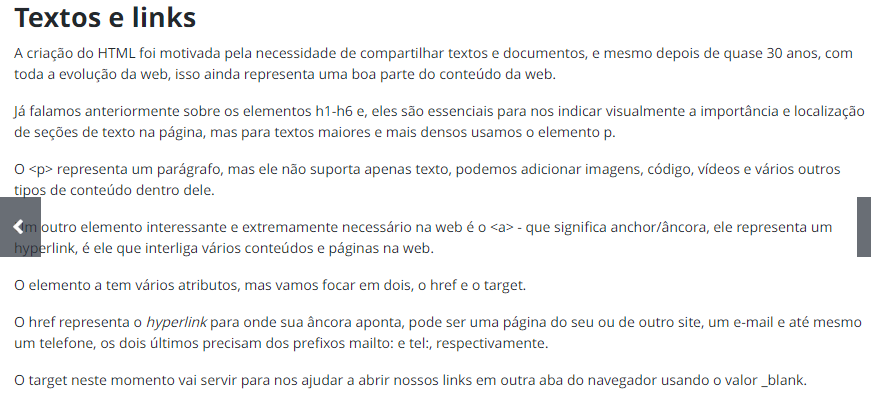 Textos e links
A criação do HTML foi motivada pela necessidade de compartilhar textos e documentos, e mesmo depois de quase 30 anos, com
toda a evolução da web, isso ainda representa uma boa parte do conteúdo da web.
Já falamos anteriormente sobre os elementos h1-h6 e, eles são essenciais para nos indicar visualmente a importância e localização
de seções de texto na página, mas para textos maiores e mais densos usamos o elemento p.
O <p> representa um parágrafo, mas ele não suporta apenas texto, podemos adicionar imagens, código, vídeos e vários outros
tipos de conteúdo dentro dele.
Um outro elemento interessante e extremamente necessário na web é o <a> - que significa anchor/âncora, ele representa um
hyperlink, é ele que interliga vários conteúdos e páginas na web.
O elemento a tem vários atributos, mas vamos focar em dois, o href e o target.
O href representa o hyperlink para onde sua âncora aponta, pode ser uma página do seu ou de outro site, um e-mail e até mesmo
um telefone, os dois últimos precisam dos prefixos mailto: e tel:, respectivamente.
O target neste momento vai servir para nos ajudar a abrir nossos links em outra aba do navegador usando o valor _blank.